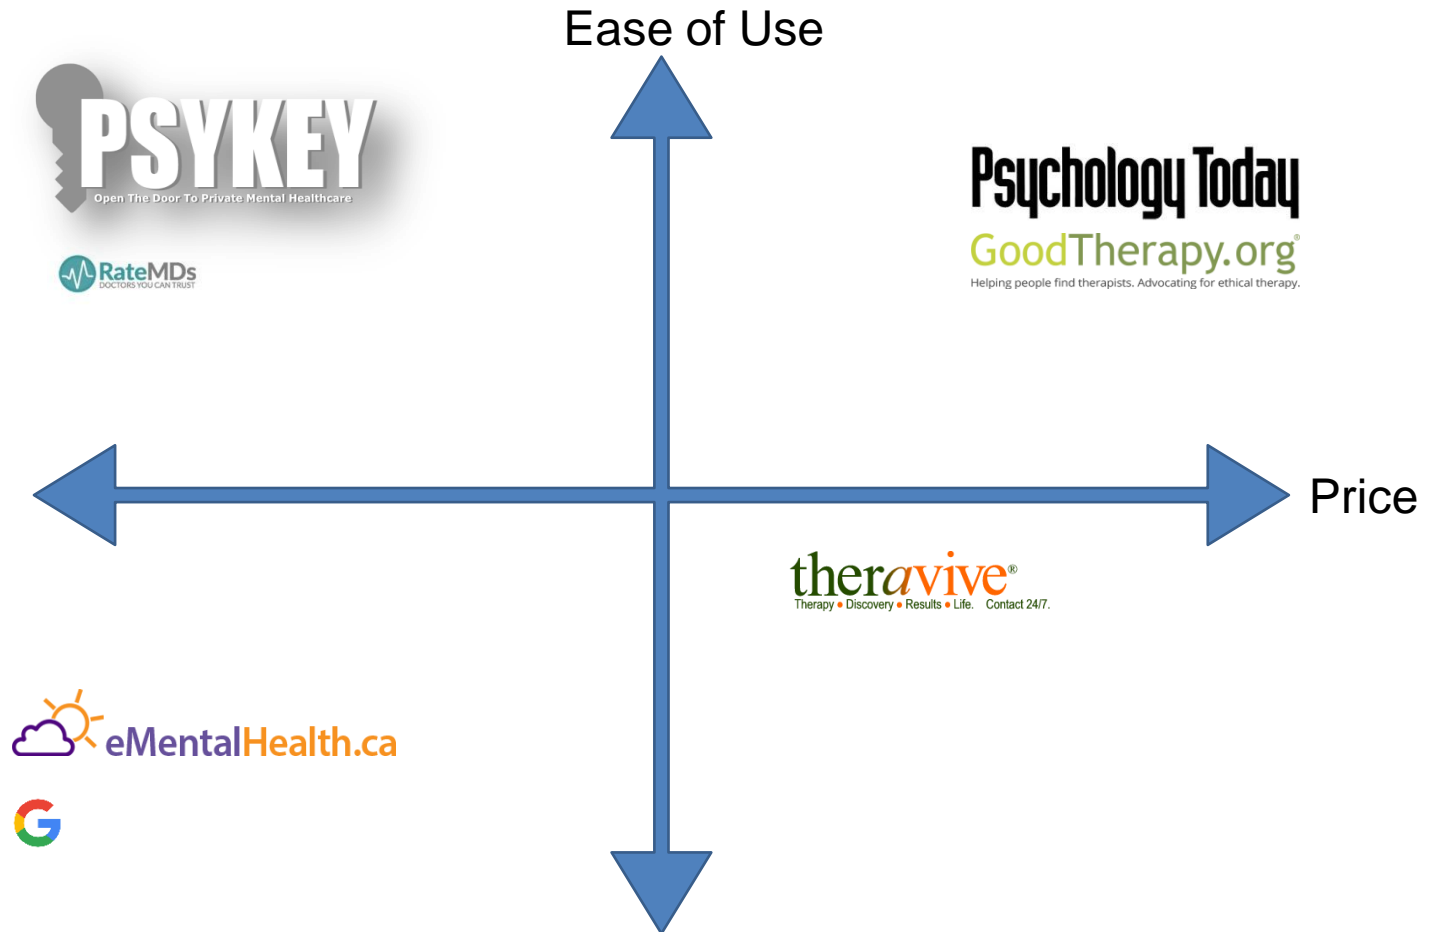 Ease of Use
PSYKEY
Open The Door To Private Mental Healthcare
Psychology Today
GoodTherapy.org®
Helping people find therapists. Advocating for ethical therapy.
RateMDs
DOCTORS YOU CAN TRUST
Price
theravive®
Therapy • Discovery • Results • Life. Contact 24/7.
eMentalHealth.ca
G